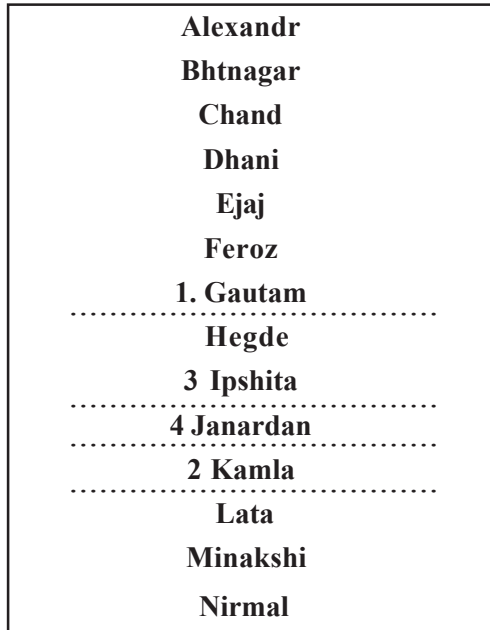 Alexandr
Bhtnagar
Chand
Dhani
Ejaj
Feroz
1. Gautam
Hegde
3 Ipshita
4 Janardan
2 Kamla
Lata
Minakshi
Nirmal